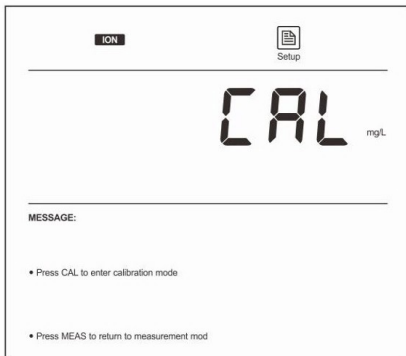 ION
Setup
CAL mg/L
MESSAGE:
• Press CAL to enter calibration mode
• Press MEAS to return to measurement mod